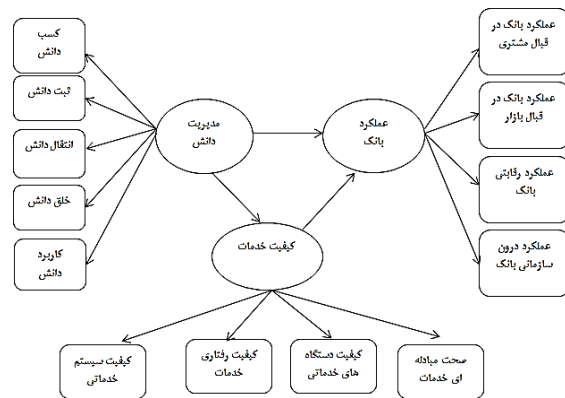 کسب
دانش
ثبت دانش
انتقال دانش
خلق دانش
کاربرد
دانش
مدیریت
دانش
عملکرد
بانک
کیفیت خدمات
عملکرد بانک در
قبال مشتری
عملکرد بانک در
قبال بازار
عملکرد رقابتی
بانک
عملکرد درون
سازمانی بانک
صحت مبادله
ای خدمات
کیفیت دستگاه
های خدماتی
کیفیت رفتاری
خدمات
کیفیت سیستم
خدماتی